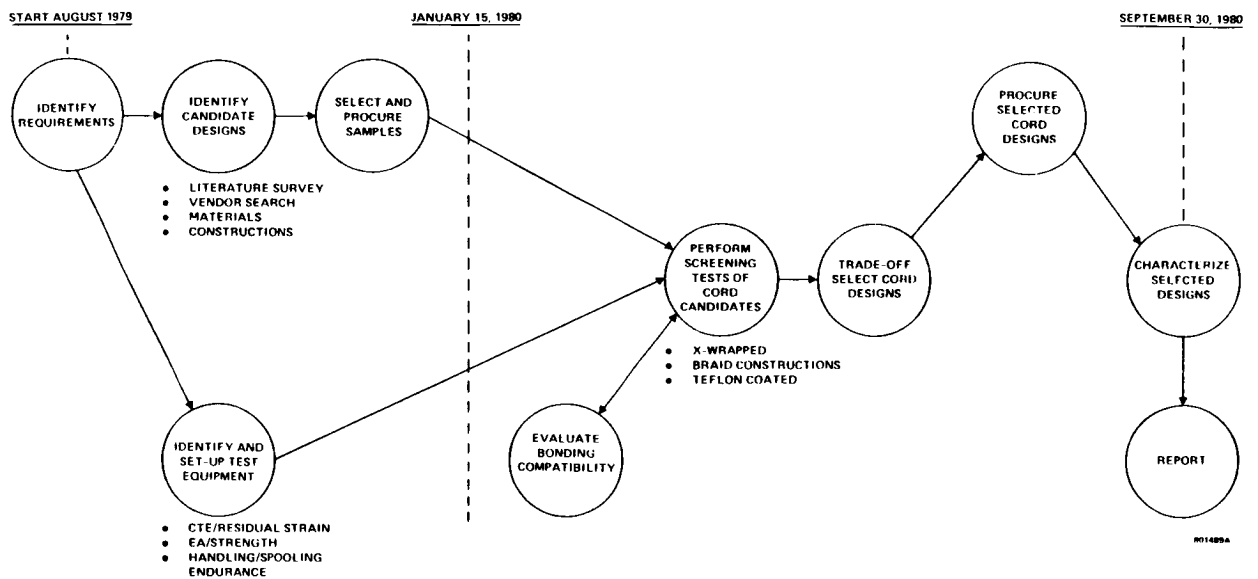 START AUGUST 1979
JANUARY 15, 1980
SEPTEMBER 30, 1980
IDENTIFY
REQUIREMENTS
IDENTIFY
CANDIDATE
DESIGNS
SELECT AND
PROCURE
SAMPLES
PROCURE
SELECTED
CORD
DESIGNS
• LITERATURE SURVEY
• VENDOR SEARCH
• MATERIALS
• CONSTRUCTIONS
PERFORM
SCREENING
TESTS OF
CORD
CANDIDATES
TRADE-OFF
SELECT CORD
DESIGNS
CHARACTERIZE
SELECTED
DESIGNS
• X-WRAPPED
• BRAID CONSTRUCTIONS
• TEFLON COATED
IDENTIFY AND
SET-UP TEST
EQUIPMENT
EVALUATE
BONDING
COMPATIBILITY
REPORT
• CTE/RESIDUAL STRAIN
• EA/STRENGTH
• HANDLING/SPOOLING
ENDURANCE
R01489A